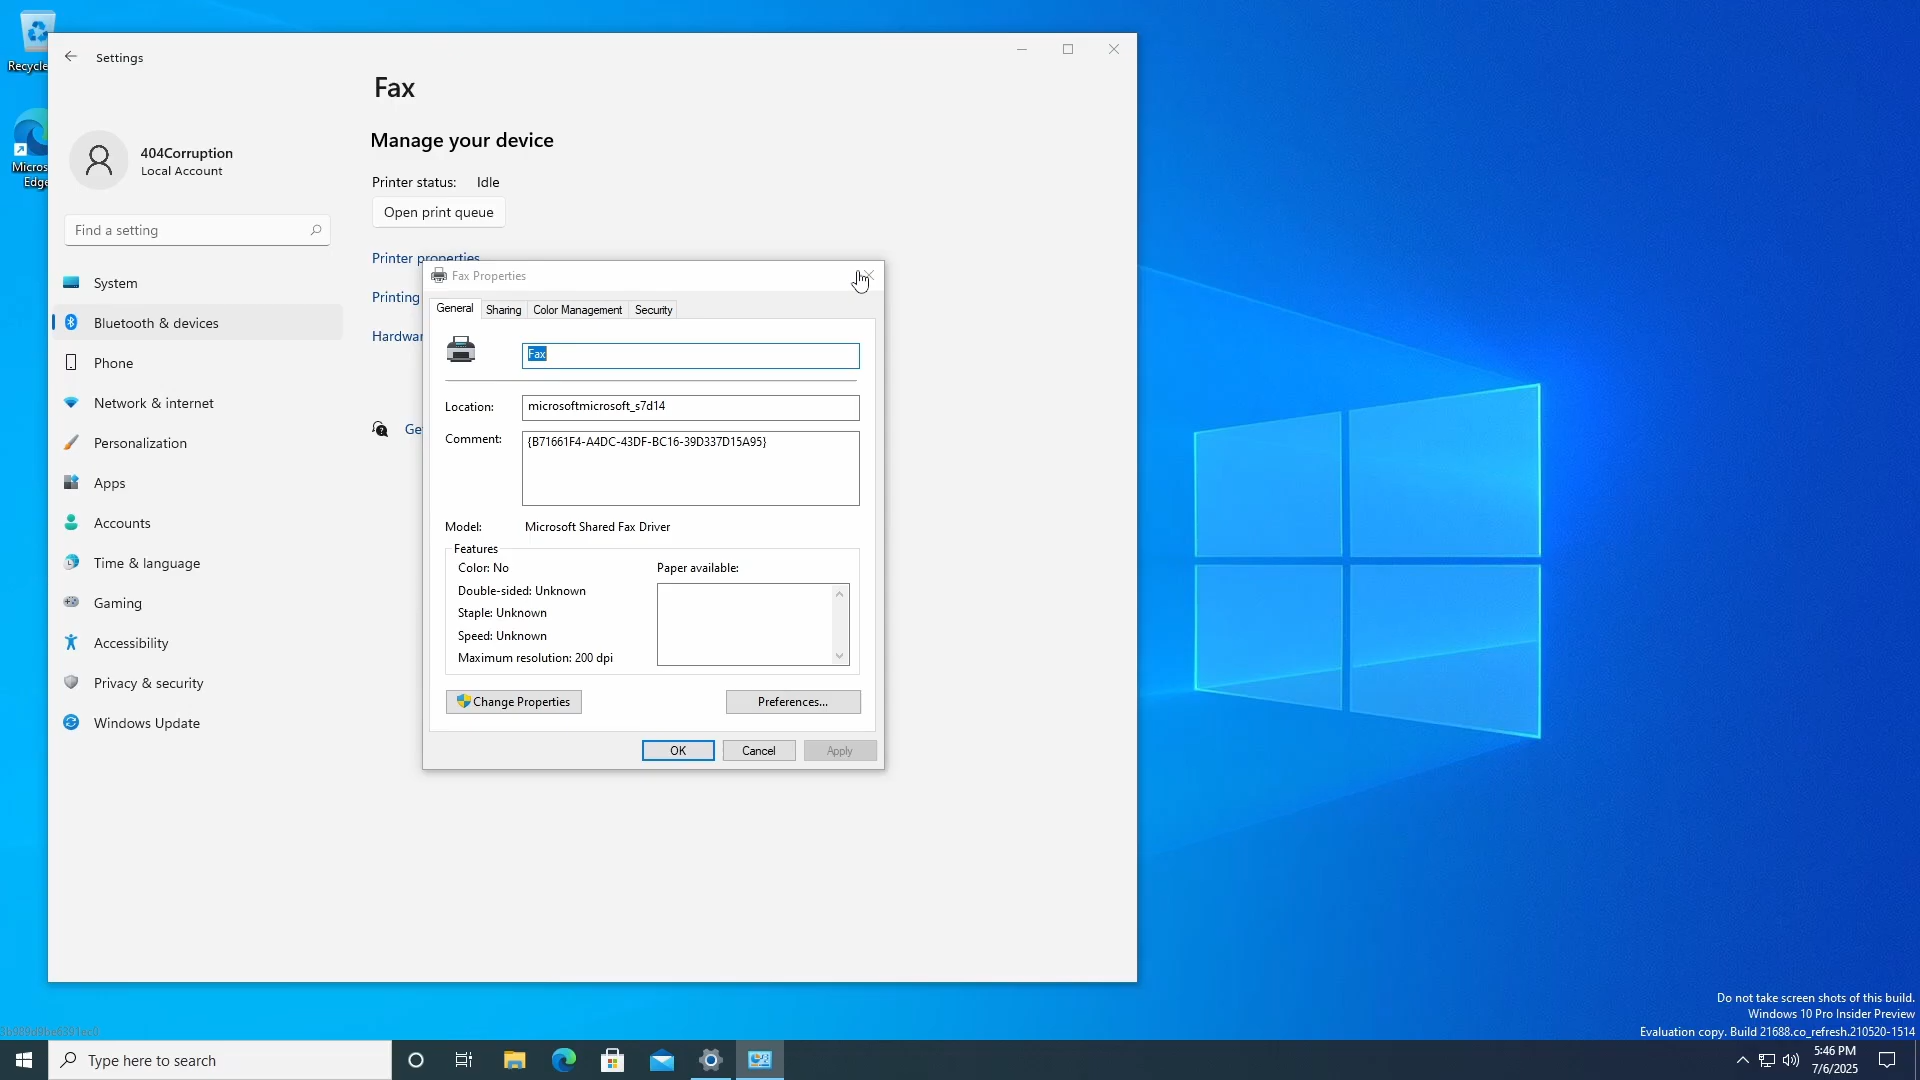 Recycle
Micros
Edge
Settings
404Corruption
Local Account
Find a setting
System
Bluetooth & devices
Phone
Network & internet
Personalization
Apps
Accounts
Time & language
Gaming
Accessibility
Privacy & security
Windows Update
Fax
Manage your device
Printer status: Idle
Open print queue
Printer properties
Printing
Hardwar
Ge
Fax Properties
General Sharing Color Management Security
Fax
Location: microsoftmicrosoft_s7d14
Comment: {B71661F4-A4DC-43DF-BC16-39D337D15A95}
Model: Microsoft Shared Fax Driver
Features
Color: No
Double-sided: Unknown
Staple: Unknown
Speed: Unknown
Maximum resolution: 200 dpi
Paper available:
Change Properties
Preferences...
OK Cancel Apply
Do not take screen shots of this build.
Windows 10 Pro Insider Preview
Evaluation copy. Build 21688.co_refresh.210520-1514
Type here to search
5:46 PM
7/6/2025